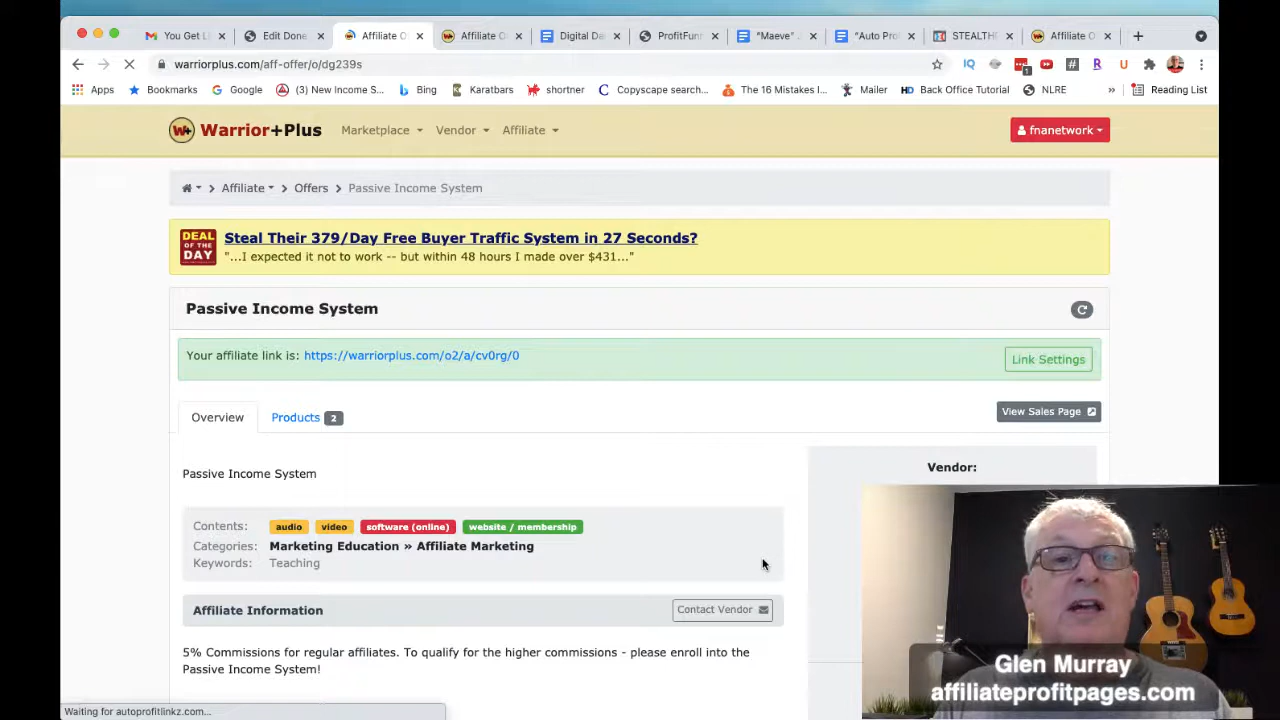 You Get L
Edit Done
Affiliate O
Affiliate O
Digital Da
ProfitFun
"Maeve"
"Auto Pro
STEALTH
Affiliate O
warriorplus.com/aff-offer/o/dg239s
Apps
Bookmarks
Google
(3) New Income S...
Bing
Karatbars
shortner
Copyscape search...
The 16 Mistakes I...
Mailer
HD Back Office Tutorial
HD NLRE
»
Reading List
W+ Warrior+Plus
Marketplace
Vendor
Affiliate
fnanetwork
Affiliate > Offers > Passive Income System
DEAL OF THE DAY
Steal Their 379/Day Free Buyer Traffic System in 27 Seconds?
"...I expected it not to work -- but within 48 hours I made over $431..."
Passive Income System
Your affiliate link is: https://warriorplus.com/o2/a/cv0rg/0
Link Settings
Overview
Products 2
View Sales Page
Passive Income System
Vendor:
Contents: audio video software (online) website / membership
Categories: Marketing Education » Affiliate Marketing
Keywords: Teaching
Affiliate Information
Contact Vendor
5% Commissions for regular affiliates. To qualify for the higher commissions - please enroll into the
Passive Income System!
Glen Murray
affiliateprofitpages.com
Waiting for autoprofitlinkz.com...